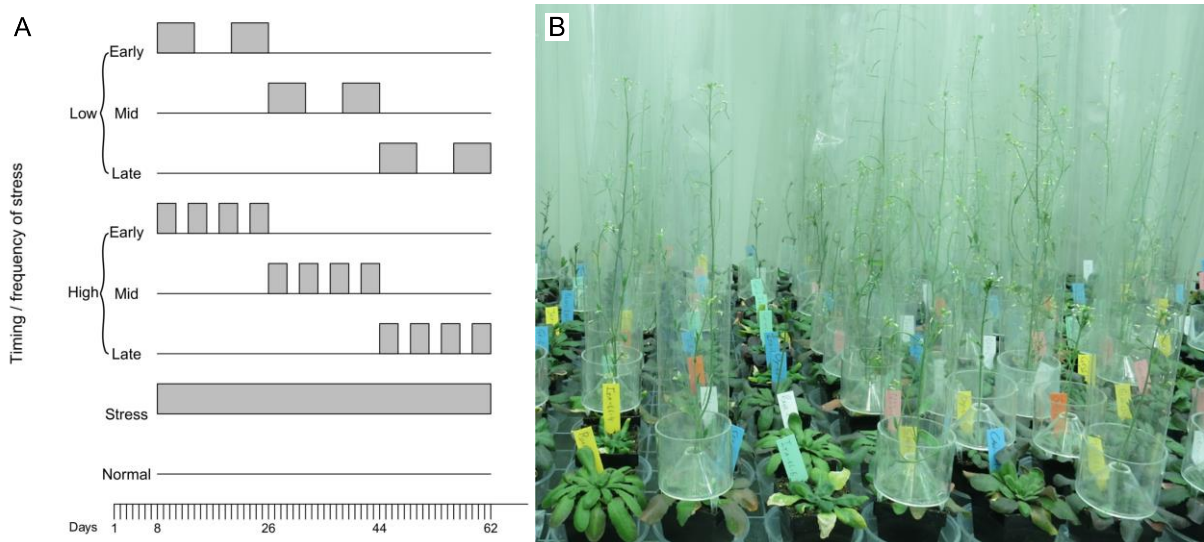 A
Timing / frequency of stress
Low
Early
Mid
Late
High
Early
Mid
Late
Stress
Normal
Days 1 8 26 44 62
B